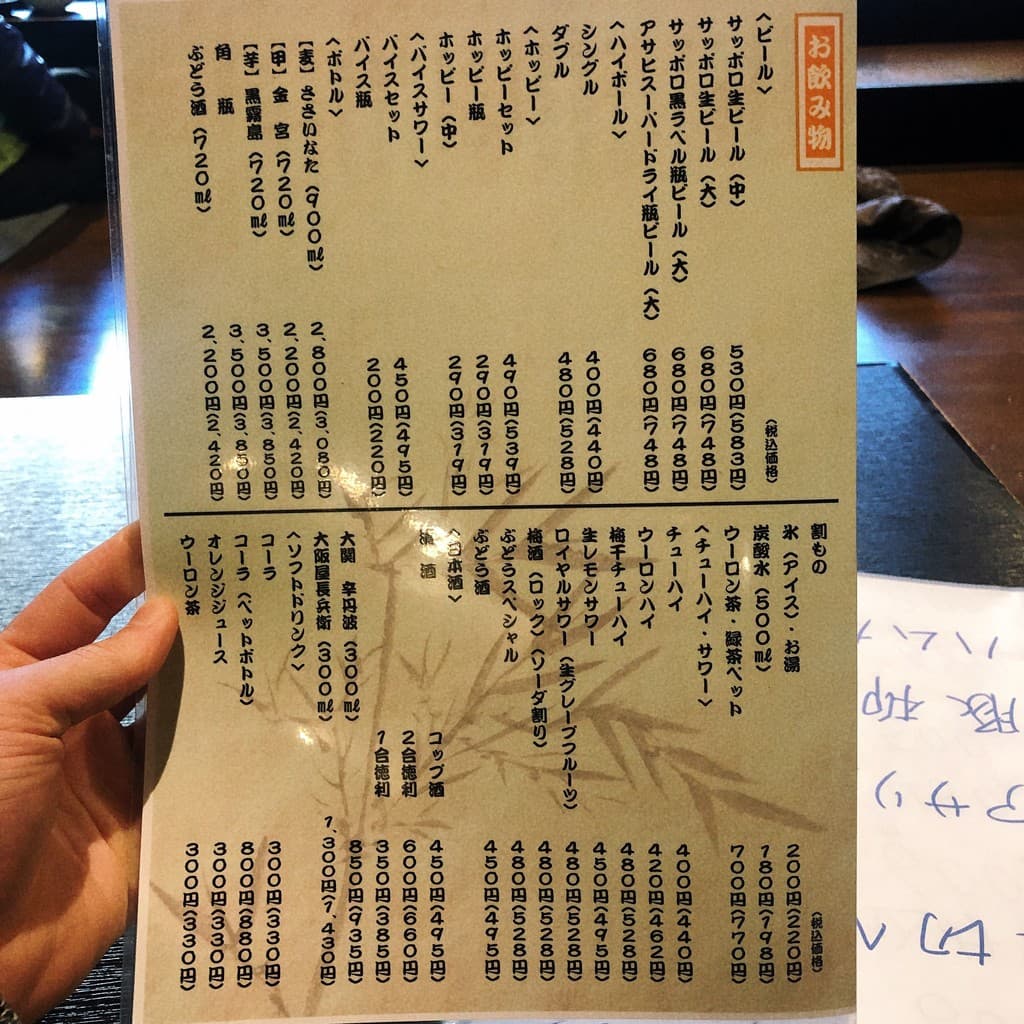 お飲み物
(税込価格)
〈ビール〉
サッポロ生ビール(中) 530円(583円)
サッポロ生ビール(大) 680円(748円)
サッポロ黒ラベル瓶ビール(大) 680円(748円)
アサヒスーパードライ瓶ビール(大) 680円(748円)
〈ハイボール〉
シングル 400円(440円)
ダブル 480円(528円)
〈ホッピー〉
ホッピーセット 490円(539円)
ホッピー瓶 290円(319円)
ホッピー(中) 290円(319円)
〈バイスサワー〉
バイスセット 450円(495円)
バイス瓶 200円(220円)
〈ボトル〉
【麦】ささいなた(900㎖) 2,800円(3,080円)
【甲】金 宮(720㎖) 2,200円(2,420円)
【芋】黒霧島(720㎖) 3,500円(3,850円)
角 瓶 3,500円(3,850円)
ぶどう酒(720㎖) 2,200円(2,420円)
割もの (税込価格)
氷(アイス)・お湯 200円(220円)
炭酸水(500㎖) 180円(198円)
ウーロン茶・緑茶ペット 700円(770円)
〈チューハイ・サワー〉
チューハイ 400円(440円)
ウーロンハイ 420円(462円)
梅干チューハイ 480円(528円)
生レモンサワー 450円(495円)
ロイヤルサワー(生グレープフルーツ) 480円(528円)
梅酒(ロック)(ソーダ割り) 480円(528円)
ぶどうスペシャル 480円(528円)
ぶどう酒 450円(495円)
〈日本酒〉
酒 コップ酒 450円(495円)
2合徳利 600円(660円)
1合徳利 350円(385円)
大関 辛丹波(300㎖) 850円(935円)
大阪屋長兵衛(300㎖) 1,300円(1,430円)
〈ソフトドリンク〉
コーラ 300円(330円)
コーラ(ペットボトル) 800円(880円)
オレンジジュース 300円(330円)
ウーロン茶 300円(330円)